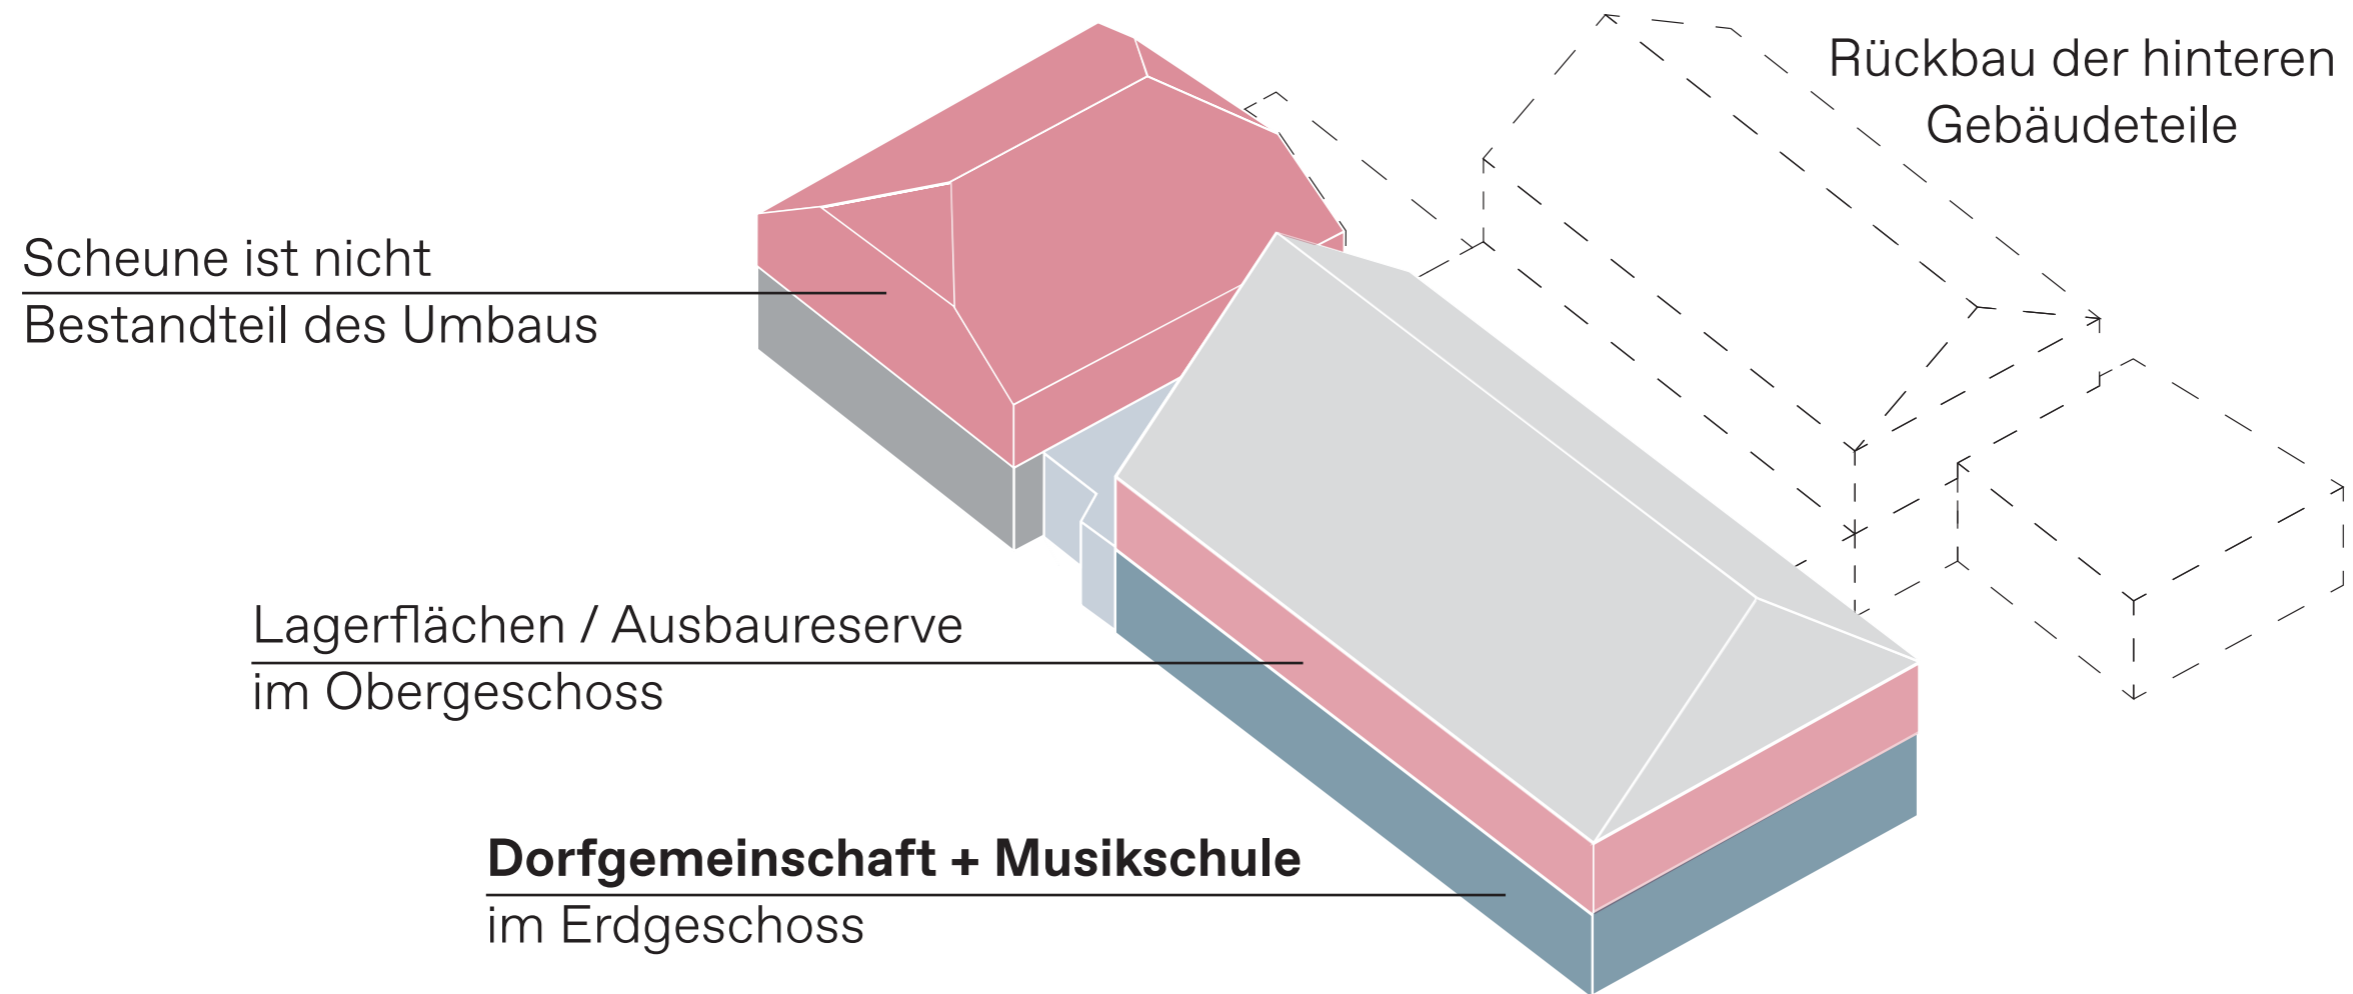 Rückbau der hinteren
Gebäudeteile
Scheune ist nicht
Bestandteil des Umbaus
Lagerflächen / Ausbaureserve
im Obergeschoss
Dorfgemeinschaft + Musikschule
im Erdgeschoss